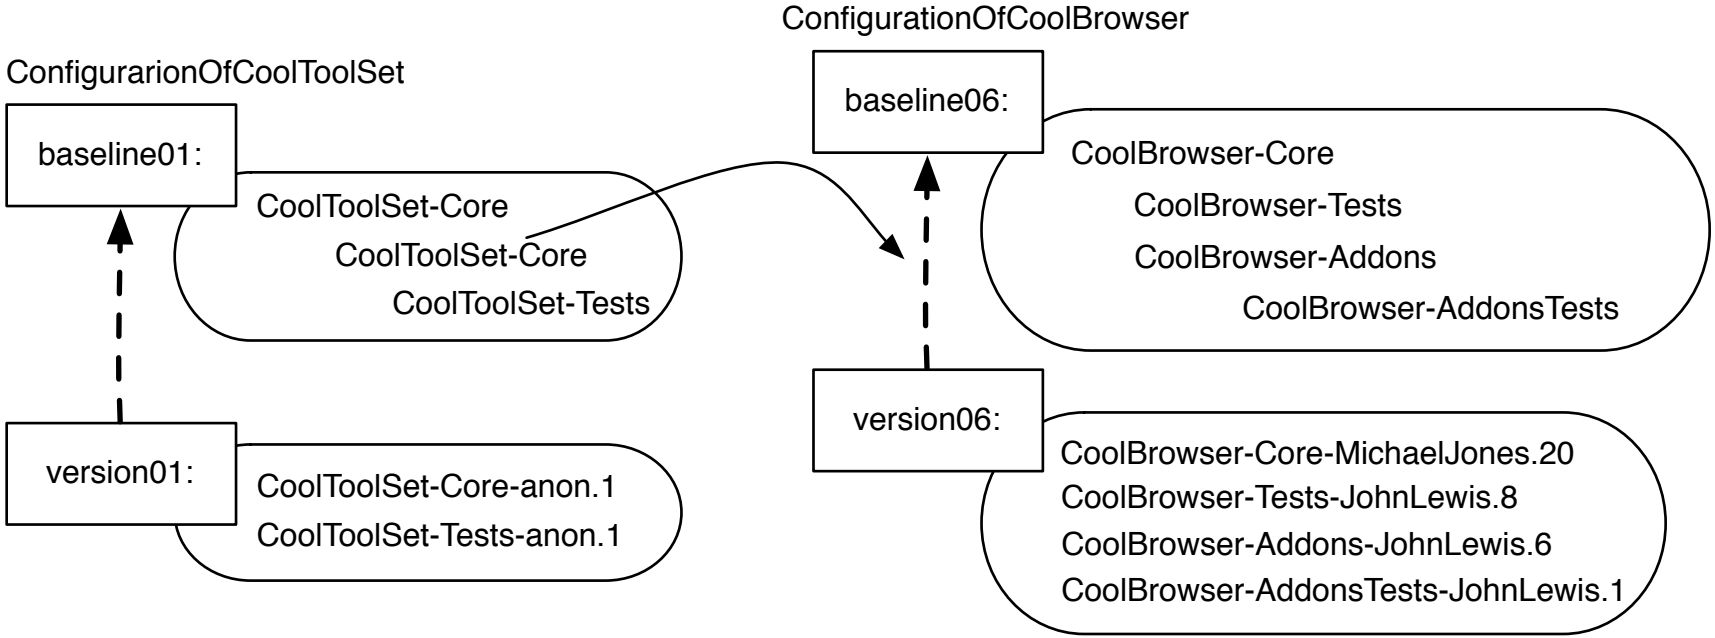 ConfigurarionOfCoolToolSet
baseline01:
CoolToolSet-Core
CoolToolSet-Core
CoolToolSet-Tests
version01:
CoolToolSet-Core-anon.1
CoolToolSet-Tests-anon.1
ConfigurationOfCoolBrowser
baseline06:
CoolBrowser-Core
CoolBrowser-Tests
CoolBrowser-Addons
CoolBrowser-AddonsTests
version06:
CoolBrowser-Core-MichaelJones.20
CoolBrowser-Tests-JohnLewis.8
CoolBrowser-Addons-JohnLewis.6
CoolBrowser-AddonsTests-JohnLewis.1